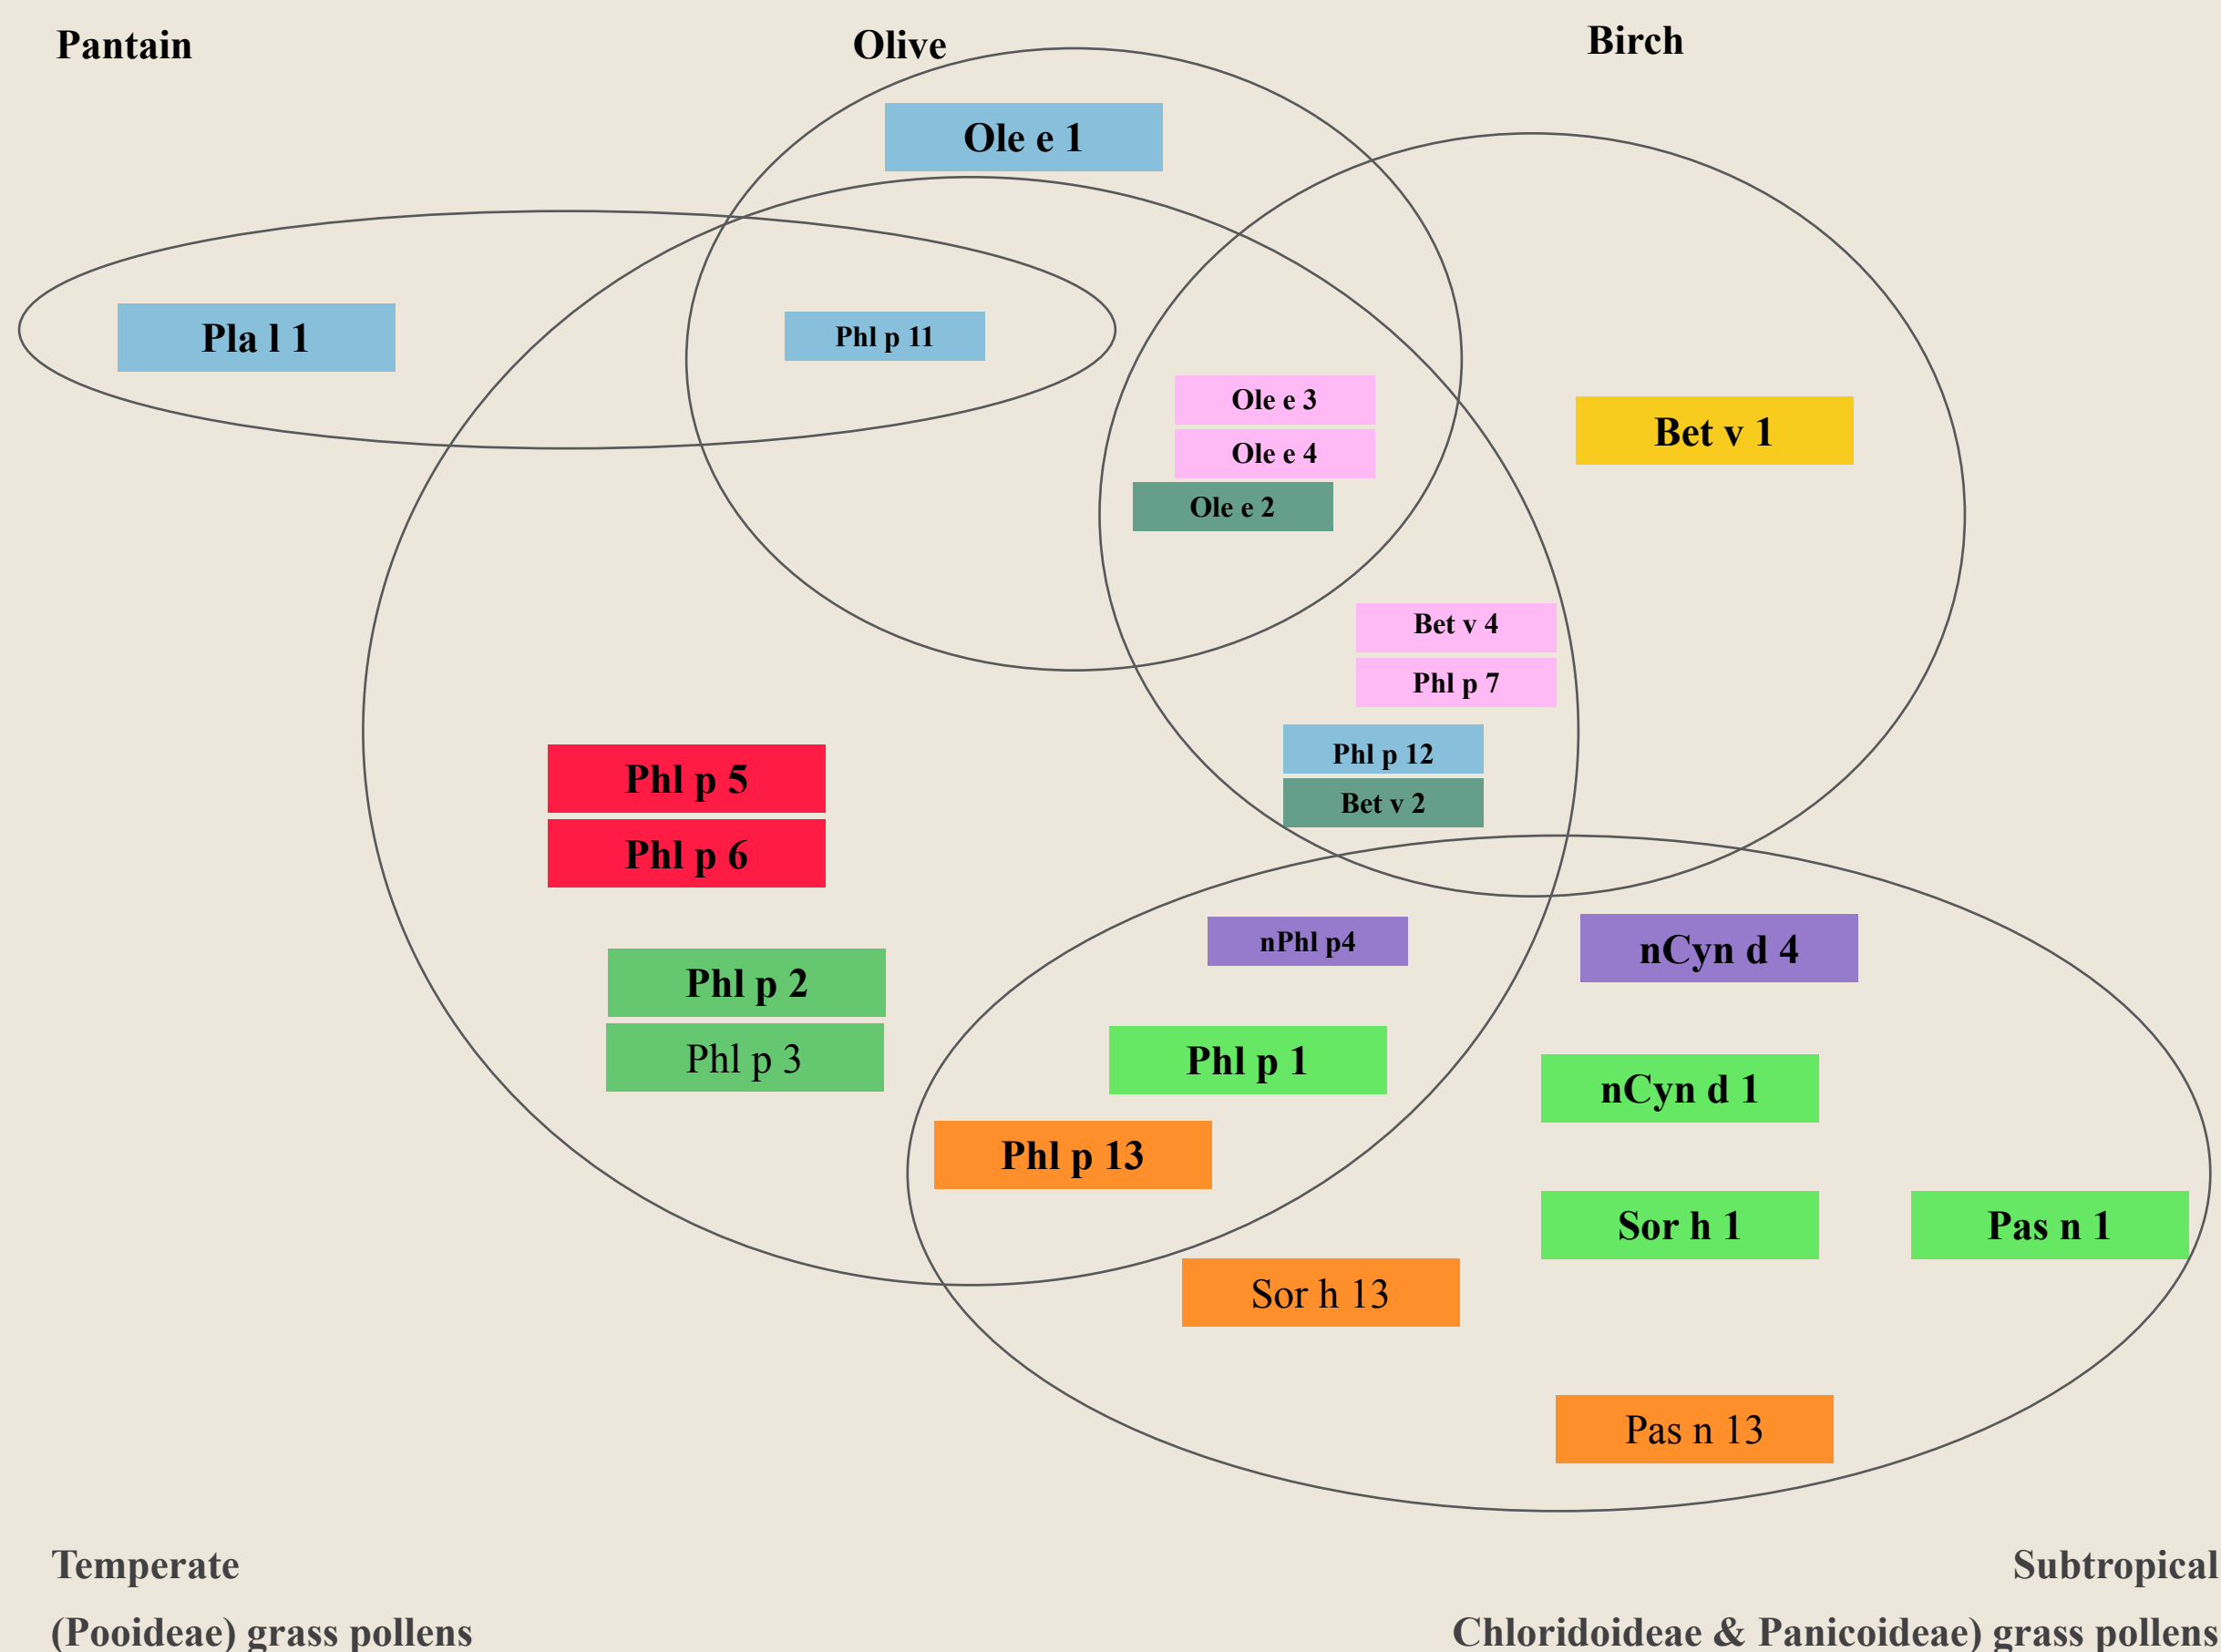 Pantain
Olive
Birch
Ole e 1
Pla l 1
Phl p 11
Ole e 3
Ole e 4
Ole e 2
Bet v 1
Bet v 4
Phl p 7
Phl p 12
Bet v 2
Phl p 5
Phl p 6
Phl p 2
Phl p 3
nPhl p4
nCyn d 4
Phl p 1
nCyn d 1
Phl p 13
Sor h 1
Pas n 1
Sor h 13
Pas n 13
Temperate
(Pooideae) grass pollens
Subtropical
Chloridoideae & Panicoideae) grass pollens